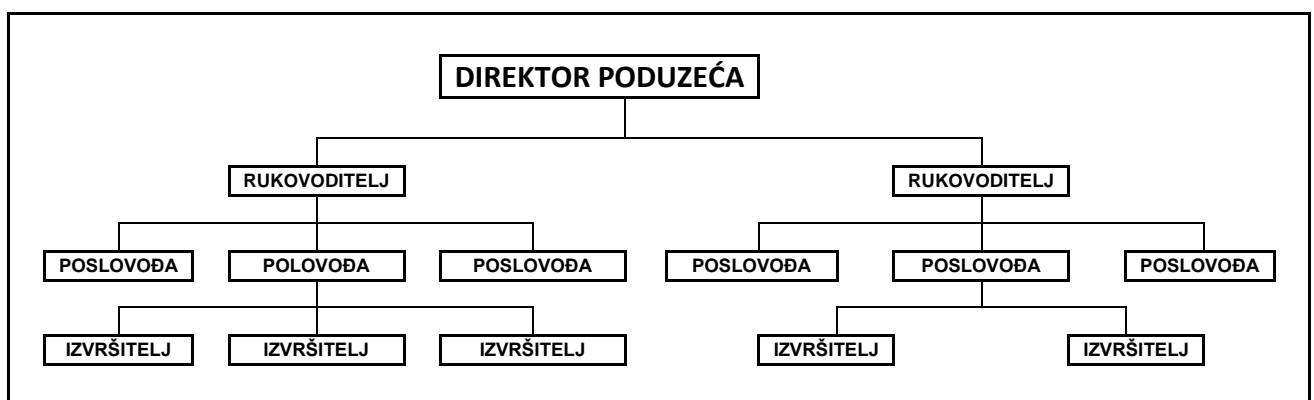 DIREKTOR PODUZEĆA
RUKOVODITELJ RUKOVODITELJ
POSLOVOĐA POLOVOĐA POSLOVOĐA POSLOVOĐA POSLOVOĐA POSLOVOĐA
IZVRŠITELJ IZVRŠITELJ IZVRŠITELJ IZVRŠITELJ IZVRŠITELJ